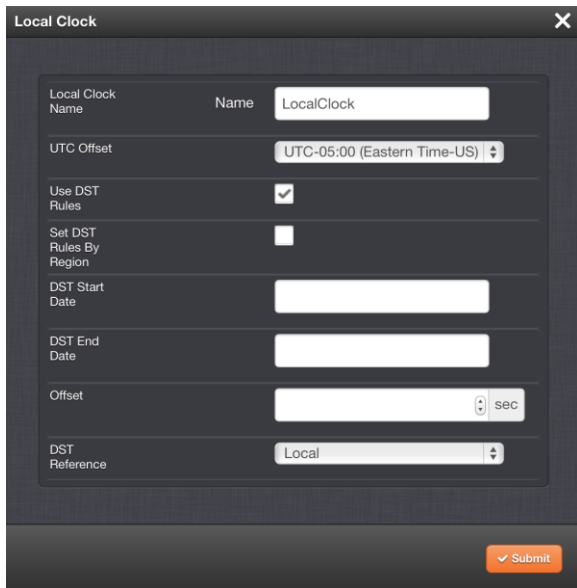 Local Clock
Local Clock
Name
Name
LocalClock
UTC Offset
UTC-05:00 (Eastern Time-US)
Use DST
Rules
Set DST
Rules By
Region
DST Start
Date
DST End
Date
Offset
sec
DST
Reference
Local
Submit